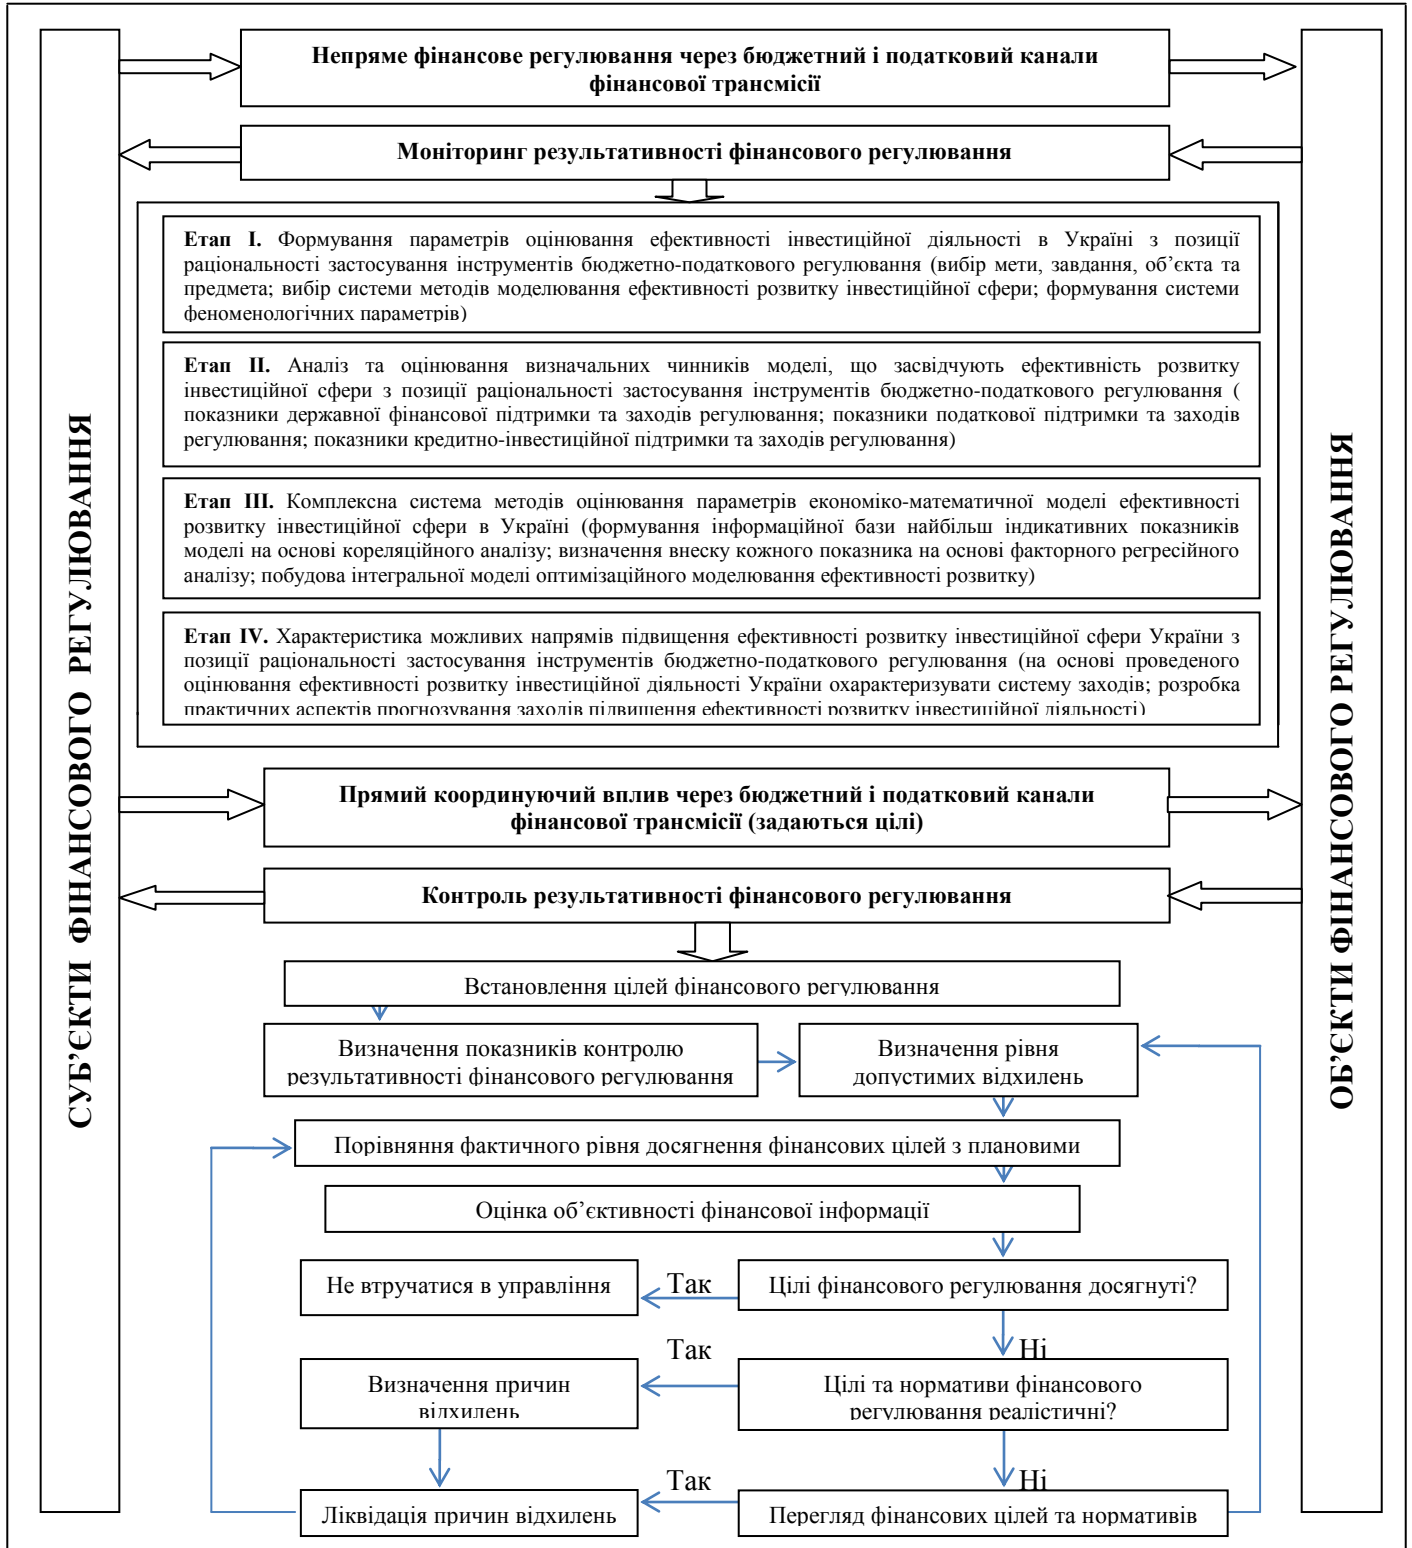 СУБ’ЄКТИ ФІНАНСОВОГО РЕГУЛЮВАННЯ
Непряме фінансове регулювання через бюджетний і податковий канали
фінансової трансмісії
Моніторинг результативності фінансового регулювання
Етап І. Формування параметрів оцінювання ефективності інвестиційної діяльності в Україні з позиції
раціональності застосування інструментів бюджетно-податкового регулювання (вибір мети, завдання, об’єкта та
предмета; вибір системи методів моделювання ефективності розвитку інвестиційної сфери; формування системи
феноменологічних параметрів)
Етап ІІ. Аналіз та оцінювання визначальних чинників моделі, що засвідчують ефективність розвитку
інвестиційної сфери з позиції раціональності застосування інструментів бюджетно-податкового регулювання (
показники державної фінансової підтримки та заходів регулювання; показники податкової підтримки та заходів
регулювання; показники кредитно-інвестиційної підтримки та заходів регулювання)
Етап ІІІ. Комплексна система методів оцінювання параметрів економіко-математичної моделі ефективності
розвитку інвестиційної сфери в Україні (формування інформаційної бази найбільш індикативних показників
моделі на основі кореляційного аналізу; визначення внеску кожного показника на основі факторного регресійного
аналізу; побудова інтегральної моделі оптимізаційного моделювання ефективності розвитку)
Етап IV. Характеристика можливих напрямів підвищення ефективності розвитку інвестиційної сфери України з
позиції раціональності застосування інструментів бюджетно-податкового регулювання (на основі проведеного
оцінювання ефективності розвитку інвестиційної діяльності України охарактеризувати систему заходів; розробка
практичних аспектів прогнозування заходів підвищення ефективності розвитку інвестиційної діяльності)
Прямий координуючий вплив через бюджетний і податковий канали
фінансової трансмісії (задаються цілі)
Контроль результативності фінансового регулювання
Встановлення цілей фінансового регулювання
Визначення показників контролю
результативності фінансового регулювання
Визначення рівня
допустимих відхилень
Порівняння фактичного рівня досягнення фінансових цілей з плановими
Оцінка об’єктивності фінансової інформації
Не втручатися в управління
Так
Цілі фінансового регулювання досягнуті?
Ні
Так
Визначення причин
відхилень
Цілі та нормативи фінансового
регулювання реалістичні?
Ні
Так
Ліквідація причин відхилень
Перегляд фінансових цілей та нормативів
ОБ’ЄКТИ ФІНАНСОВОГО РЕГУЛЮВАННЯ